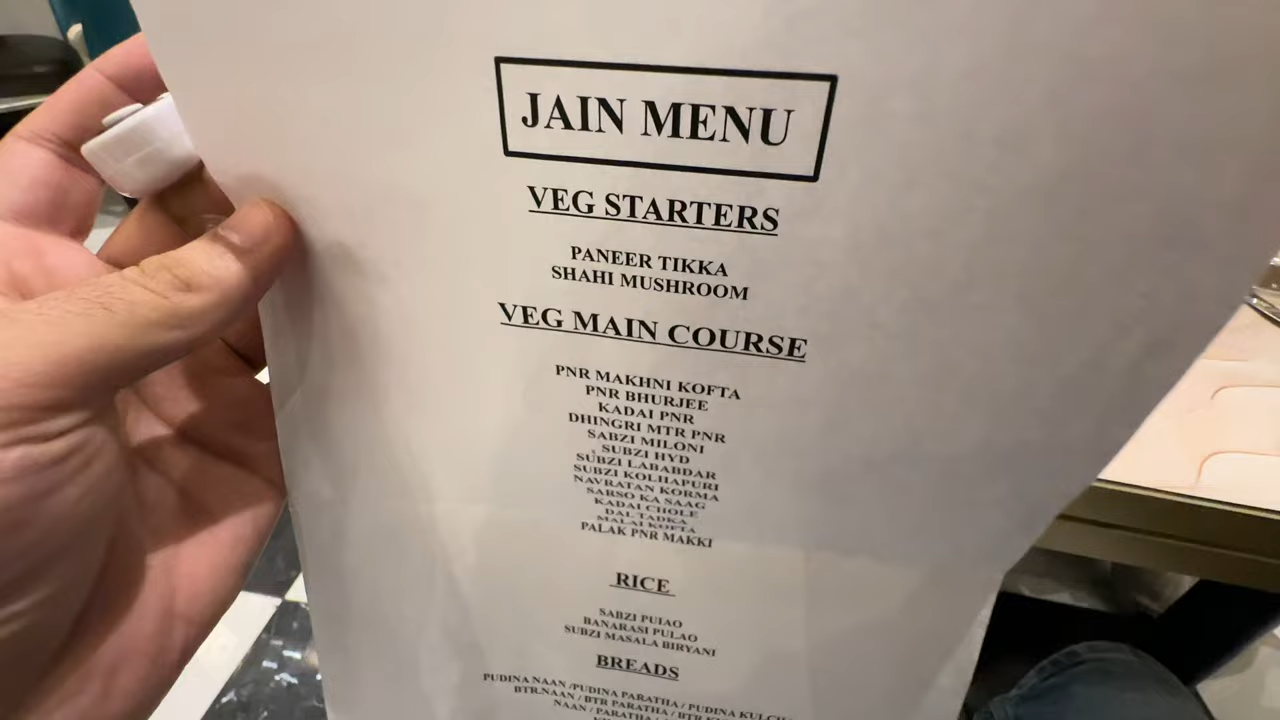 JAIN MENU
VEG STARTERS
PANEER TIKKA
SHAHI MUSHROOM
VEG MAIN COURSE
PNR MAKHNI KOFTA
PNR BHURJEE
KADAI PNR
DHINGRI MTR PNR
SABZI MILONI
SUBZI HYD
SUBZI LABABDAR
SUBZI KOLHAPURI
NAVRATAN KORMA
SARSO KA SAAG
KADAI CHOLE
DAL TADKA
MALAI KOFTA
PALAK PNR MAKKI
RICE
SABZI PUIAO
BANARASI PULAO
SUBZI MASALA BIRYANI
BREADS
PUDINA NAAN /PUDINA PARATHA / PUDINA
BTR.NAAN / BTR PARATHA / BTR
NAAN / PARATHA /